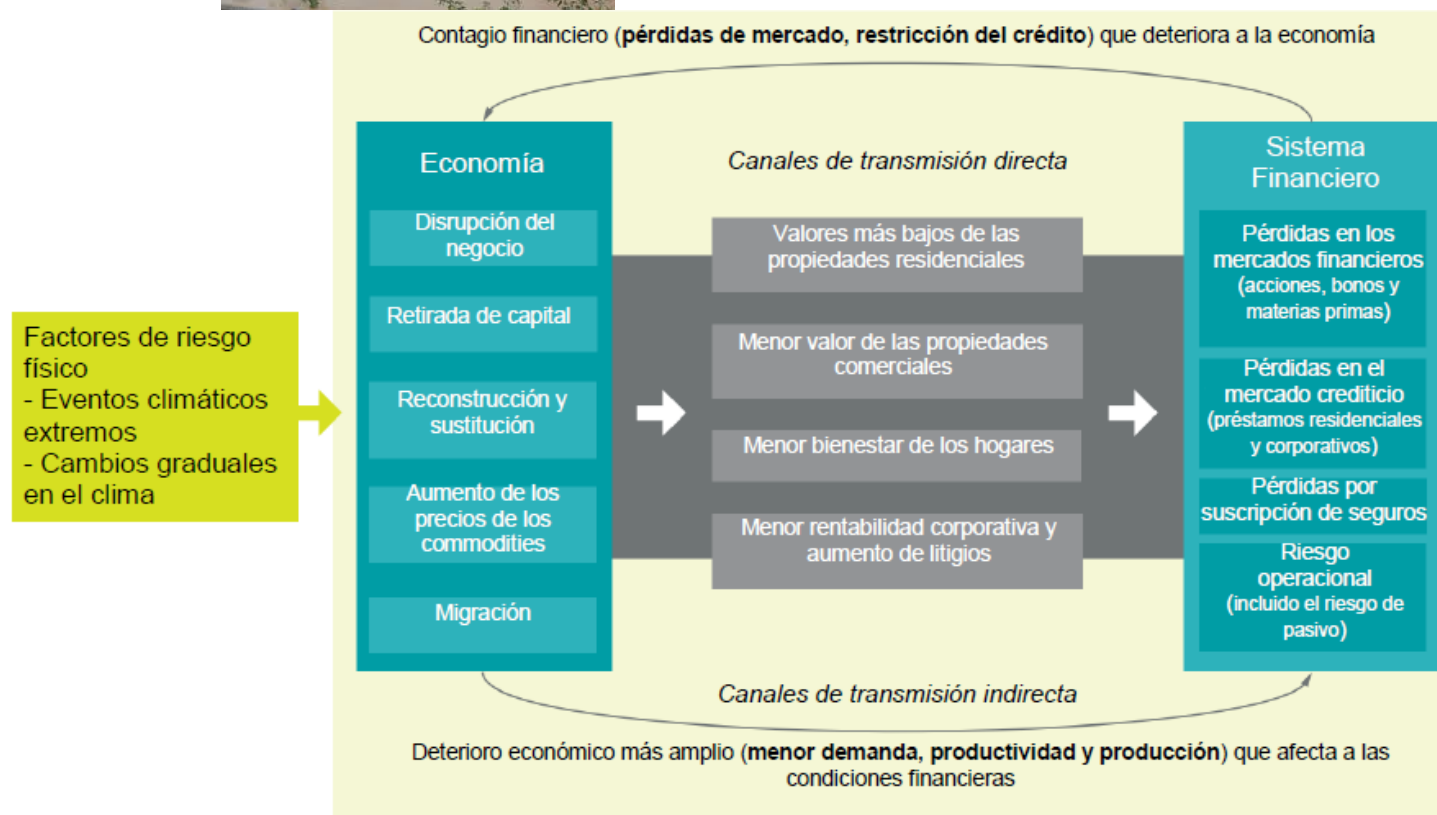 Contagio financiero (pérdidas de mercado, restricción del crédito) que deteriora a la economía
Factores de riesgo
físico
- Eventos climáticos
extremos
- Cambios graduales
en el clima
Economía
Disrupción del
negocio
Retirada de capital
Reconstrucción y
sustitución
Aumento de los
precios de los
commodities
Migración
Canales de transmisión directa
Valores más bajos de las
propiedades residenciales
Menor valor de las propiedades
comerciales
Menor bienestar de los hogares
Menor rentabilidad corporativa y
aumento de litigios
Canales de transmisión indirecta
Sistema
Financiero
Pérdidas en los
mercados financieros
(acciones, bonos y
materias primas)
Pérdidas en el
mercado crediticio
(préstamos residenciales
y corporativos)
Pérdidas por
suscripción de seguros
Riesgo
operacional
(incluido el riesgo de
pasivo)
Deterioro económico más amplio (menor demanda, productividad y producción) que afecta a las
condiciones financieras